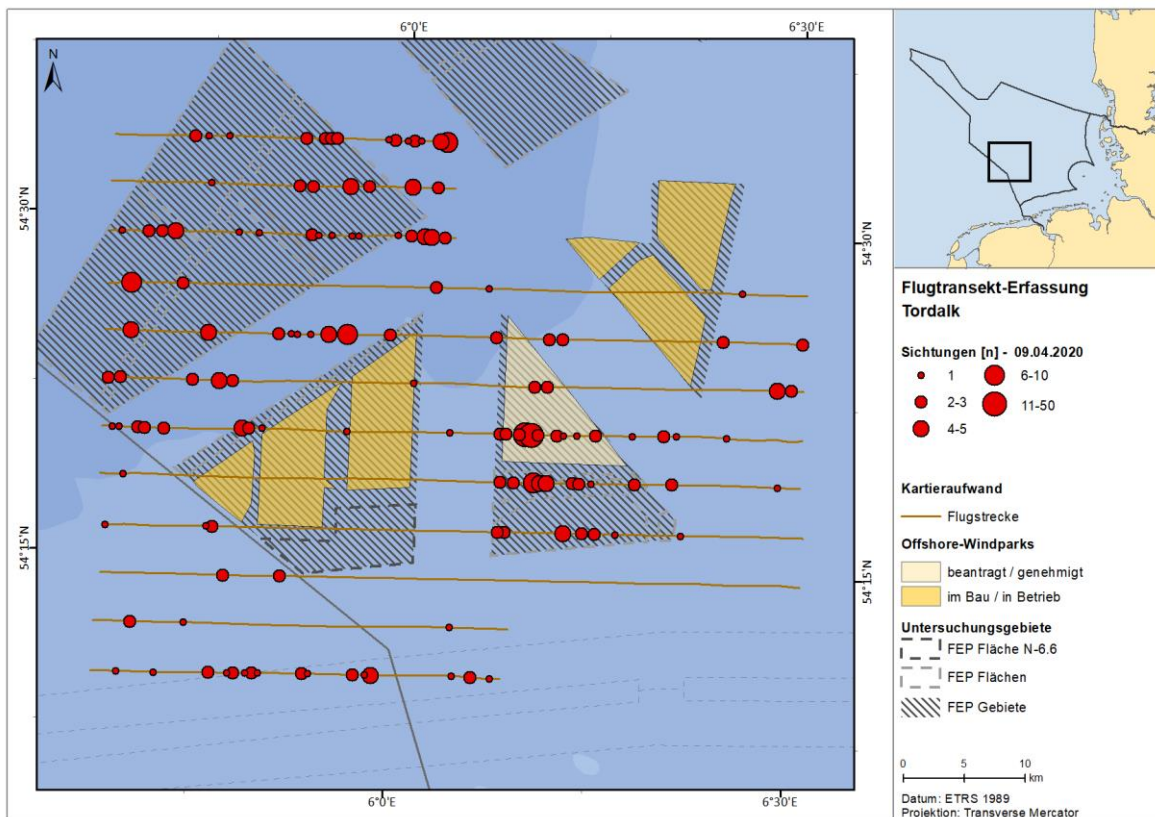 6°0'E
6°30'E
N
54°30'N
54°30'N
54°15'N
54°15'N
6°0'E
6°30'E
Flugtransekt-Erfassung
Tordalk
Sichtungen [n] - 09.04.2020
1
6-10
2-3
11-50
4-5
Kartieraufwand
Flugstrecke
Offshore-Windparks
beantragt / genehmigt
im Bau / in Betrieb
Untersuchungsgebiete
FEP Fläche N-6.6
FEP Flächen
FEP Gebiete
0 5 10
km
Datum: ETRS 1989
Projektion: Transverse Mercator